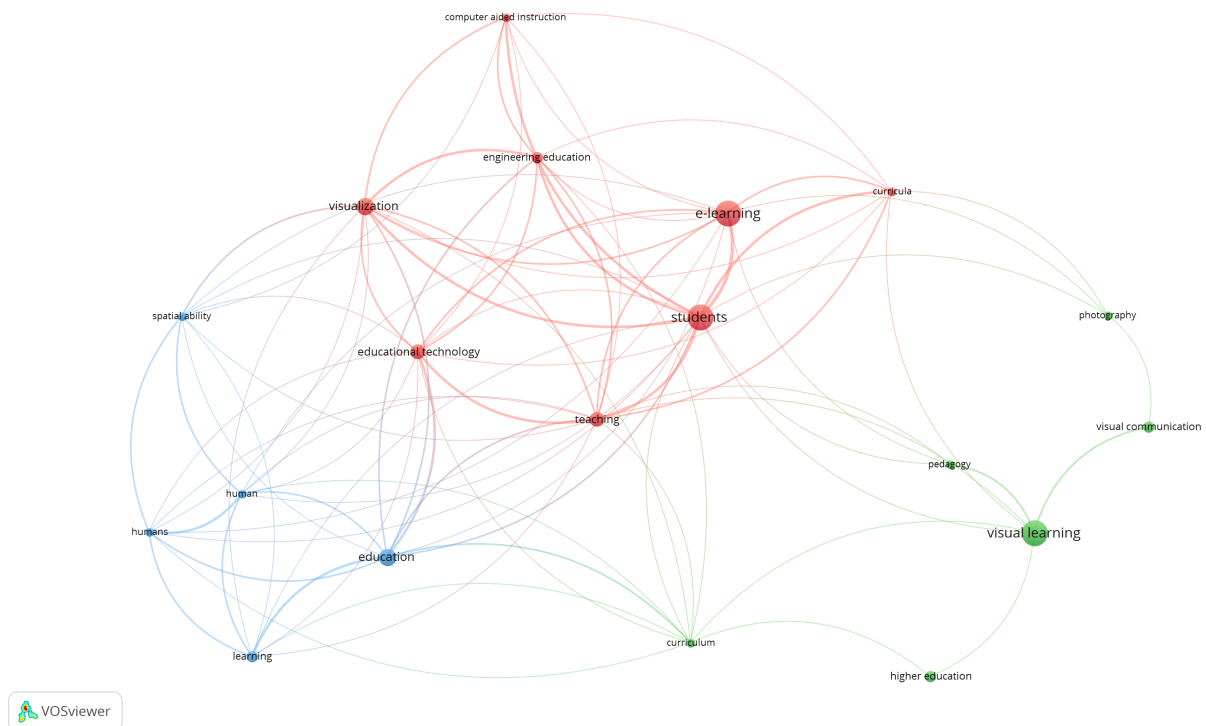 computer aided instruction
engineering education
curricula
visualization
e-learning
spatial ability
students
photography
educational technology
teaching
visual communication
pedagogy
human
humans
visual learning
education
curriculum
learning
higher education
VOSviewer